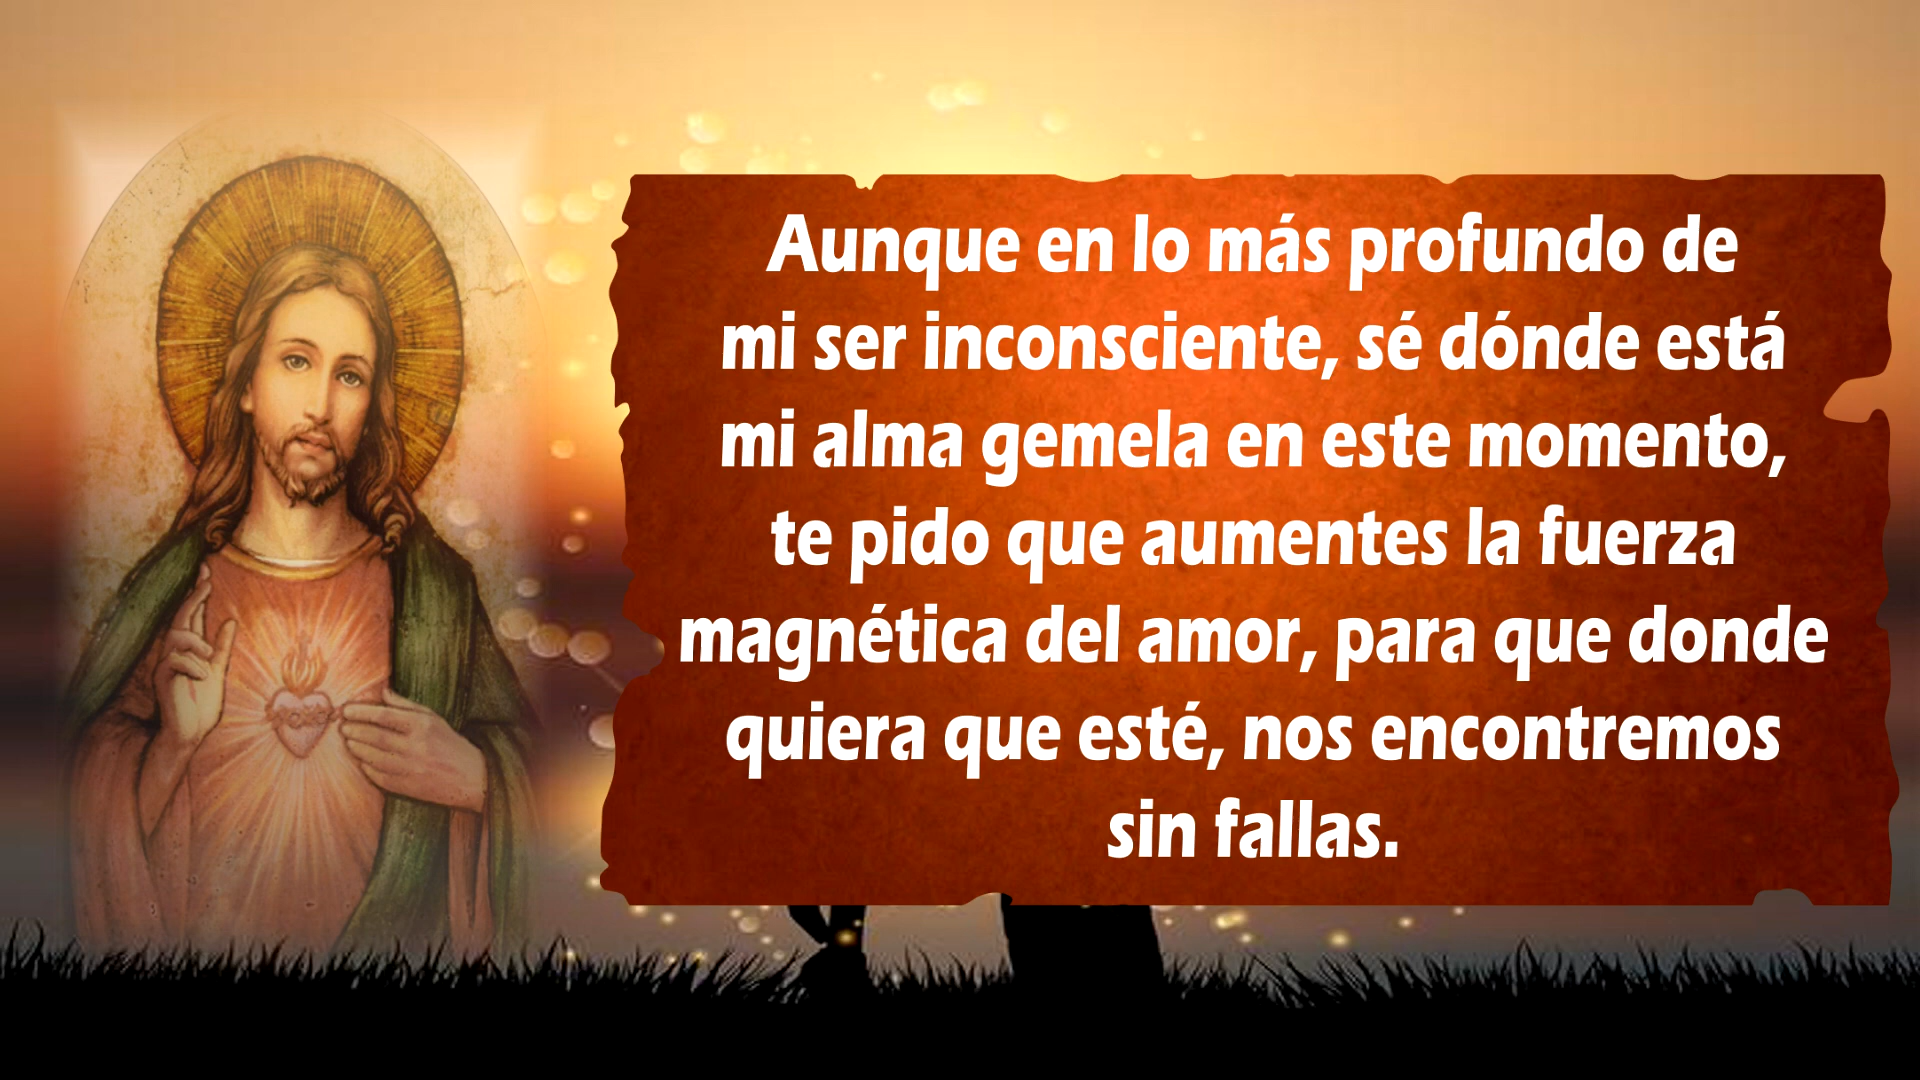 Aunque en lo más profundo de
mi ser inconsciente, sé dónde está
mi alma gemela en este momento,
te pido que aumentes la fuerza
magnética del amor, para que donde
quiera que esté, nos encontremos
sin fallas.